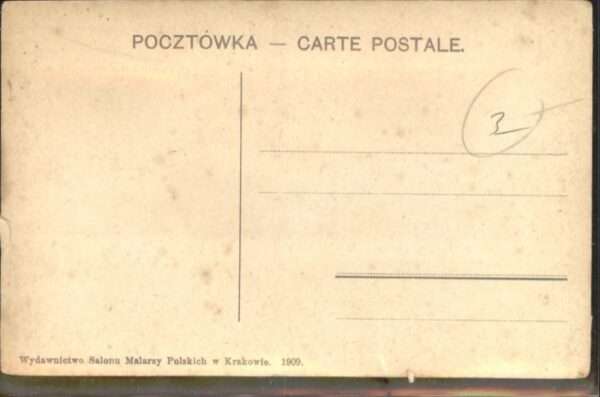 POCZTÓWKA — CARTE POSTALE.
3
Wydawnictwo Salonu Malarzy Polskich w Krakowie. 1909.